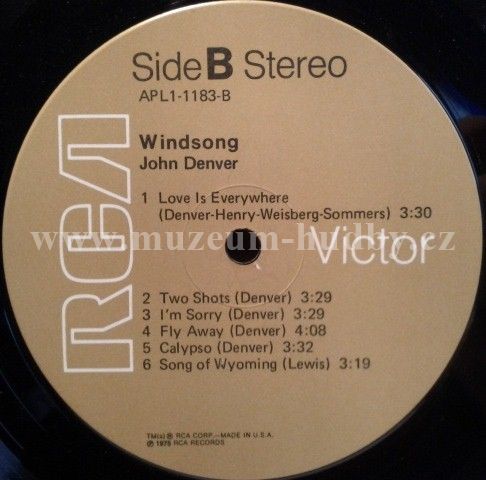 Side B Stereo
APL1-1183-B
Windsong
John Denver
1 Love Is Everywhere
(Denver-Henry-Weisberg-Sommers) 3:30
www.muzeum-hudby.cz
RCA
Victor
2 Two Shots (Denver) 3:29
3 I'm Sorry (Denver) 3:29
4 Fly Away (Denver) 4:08
5 Calypso (Denver) 3:32
6 Song of Wyoming (Lewis) 3:19
TM(s) ® RCA CORP.—MADE IN U.S.A.
℗ 1975 RCA RECORDS